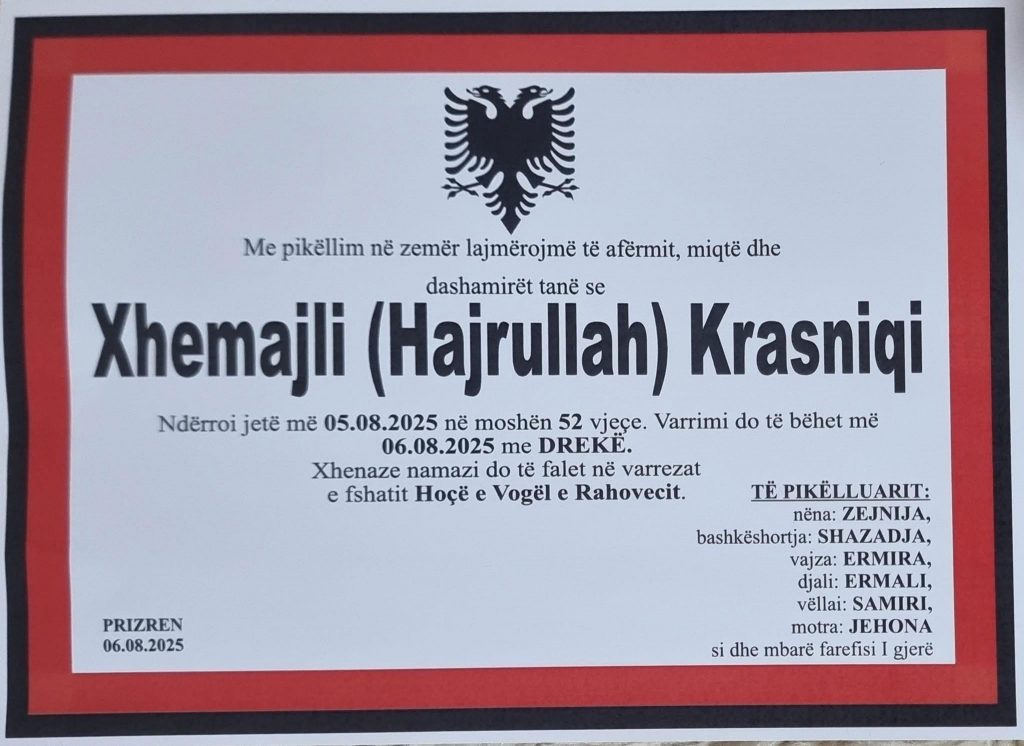 Me pikëllim në zemër lajmërojmë të afërmit, miqtë dhe
dashamirët tanë se
Xhemajli (Hajrullah) Krasniqi
Ndërroi jetë më 05.08.2025 në moshën 52 vjeçe. Varrimi do të bëhet më
06.08.2025 me DREKË.
Xhenaze namazi do të falet në varrezat
e fshatit Hoçë e Vogël e Rahovecit.
TË PIKËLLUARIT:
nëna: ZEJNIJA,
bashkëshortja: SHAZADJA,
vajza: ERMIRA,
djali: ERMALI,
vëllai: SAMIRI,
motra: JEHONA
si dhe mbarë farefisi I gjerë
PRIZREN
06.08.2025